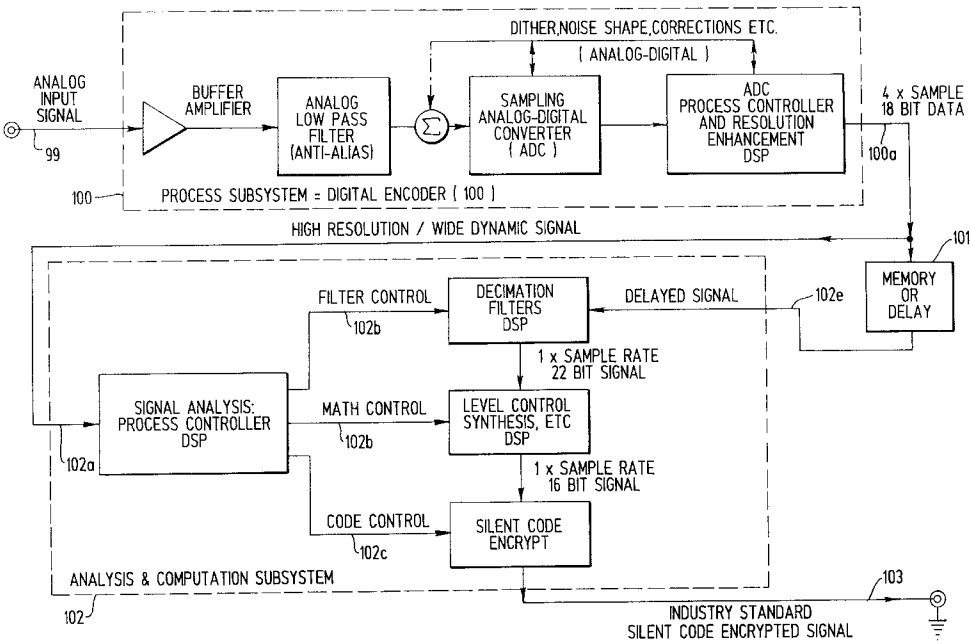 DITHER,NOISE SHAPE,CORRECTIONS ETC.
( ANALOG-DIGITAL )
ANALOG
INPUT
SIGNAL
99
BUFFER
AMPLIFIER
ANALOG
LOW PASS
FILTER
(ANTI-ALIAS)
Σ
SAMPLING
ANALOG-DIGITAL
CONVERTER
( ADC )
ADC
PROCESS CONTROLLER
AND RESOLUTION
ENHANCEMENT
DSP
4 x SAMPLE
18 BIT DATA
100a
100
PROCESS SUBSYSTEM = DIGITAL ENCODER ( 100 )
HIGH RESOLUTION / WIDE DYNAMIC SIGNAL
101
MEMORY
OR
DELAY
FILTER CONTROL
102b
DECIMATION
FILTERS
DSP
DELAYED SIGNAL
102e
1 x SAMPLE RATE
22 BIT SIGNAL
SIGNAL ANALYSIS:
PROCESS CONTROLLER
DSP
102a
MATH CONTROL
102b
LEVEL CONTROL
SYNTHESIS, ETC
DSP
1 x SAMPLE RATE
16 BIT SIGNAL
CODE CONTROL
102c
SILENT CODE
ENCRYPT
ANALYSIS & COMPUTATION SUBSYSTEM
102
103
INDUSTRY STANDARD
SILENT CODE ENCRYPTED SIGNAL